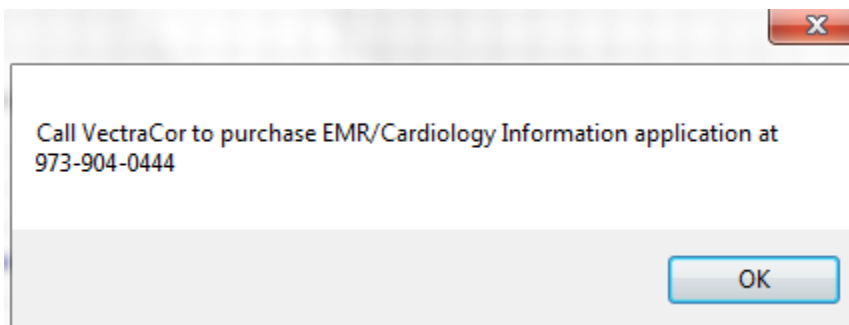 Call VectraCor to purchase EMR/Cardiology Information application at
973-904-0444
OK